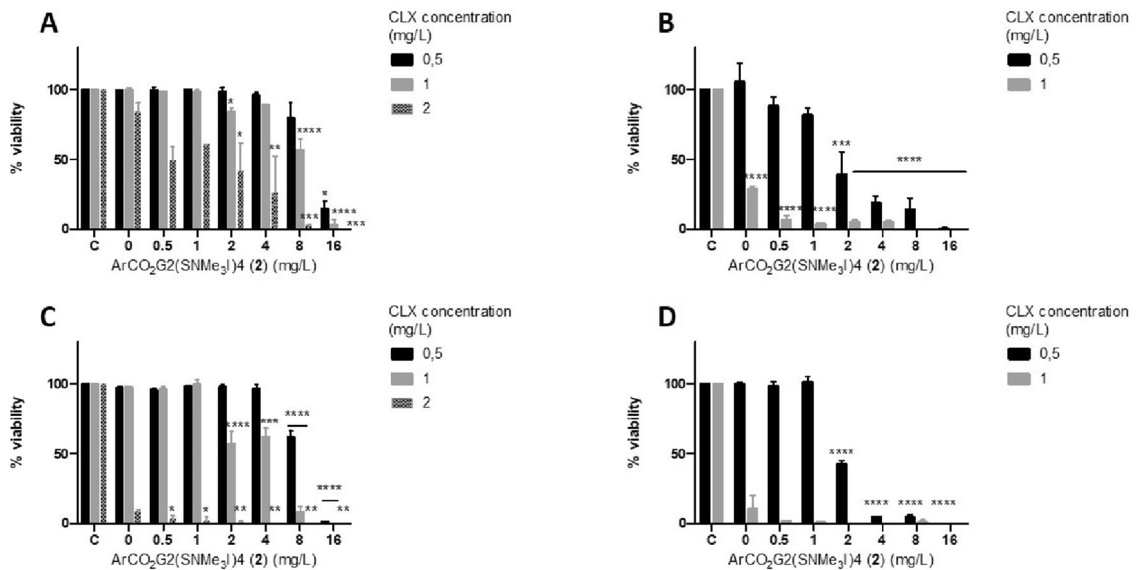 A
CLX concentration
(mg/L)
0,5
1
2
% viability
100
50
0
* * **** ** *** * **** ***
C 0 0.5 1 2 4 8 16
ArCO₂G2(SNMe₃I)4 (2) (mg/L)
B
CLX concentration
(mg/L)
0,5
1
% viability
100
50
0
**** **** **** *** ****
C 0 0.5 1 2 4 8 16
ArCO₂G2(SNMe₃I)4 (2) (mg/L)
C
CLX concentration
(mg/L)
0,5
1
2
% viability
100
50
0
* * **** ** *** ** **** ** **** **
C 0 0.5 1 2 4 8 16
ArCO₂G2(SNMe₃I)4 (2) (mg/L)
D
CLX concentration
(mg/L)
0,5
1
% viability
100
50
0
**** **** **** ****
C 0 0.5 1 2 4 8 16
ArCO₂G2(SNMe₃I)4 (2) (mg/L)